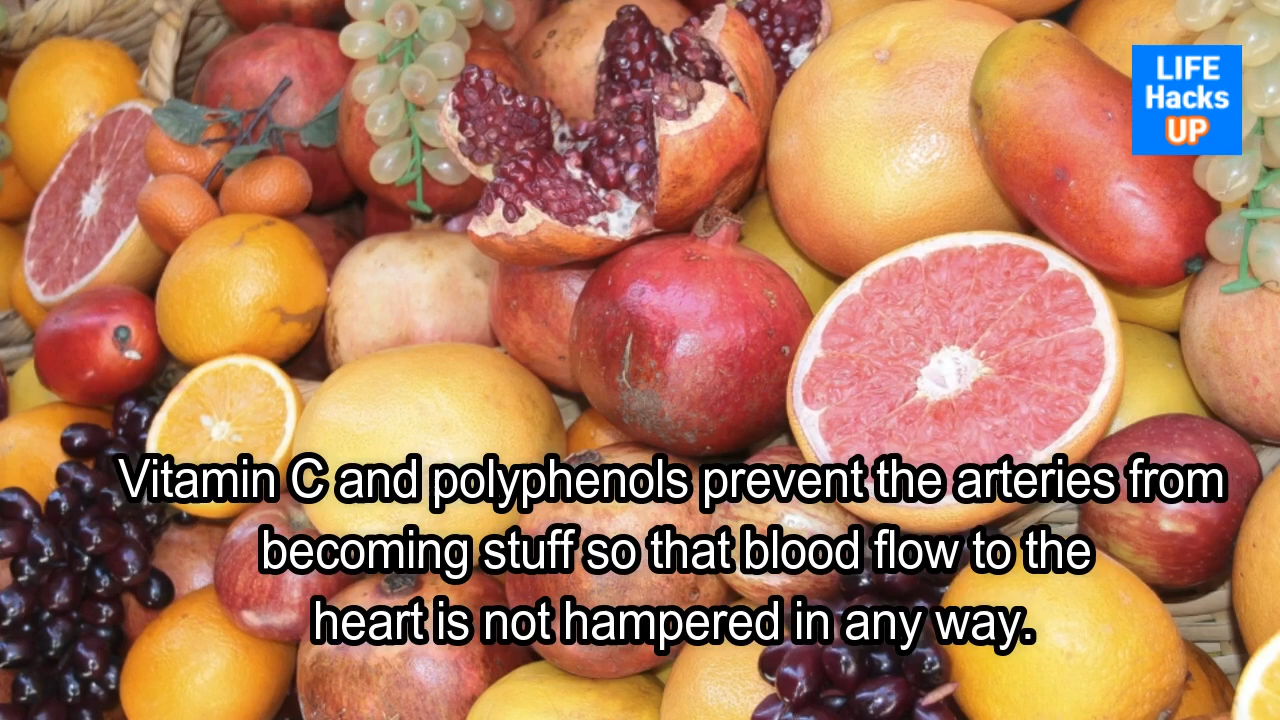 LIFE
Hacks
UP
Vitamin C and polyphenols prevent the arteries from
becoming stuff so that blood flow to the
heart is not hampered in any way.